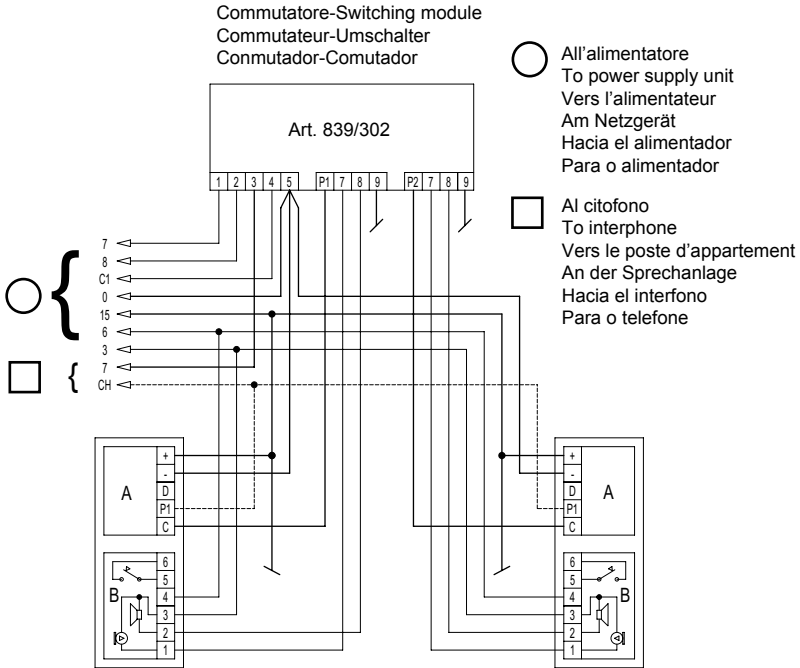 Commutatore-Switching module
Commutateur-Umschalter
Conmutador-Comutador
All'alimentatore
To power supply unit
Vers l'alimentateur
Am Netzgerät
Hacia el alimentador
Para o alimentador
Art. 839/302
1 2 3 4 5 P1 7 8 9 P2 7 8 9
Al citofono
To interphone
Vers le poste d'appartement
An der Sprechanlage
Hacia el interfono
Para o telefone
7
8
C1
0
15
6
3
7
CH
A
+
-
D
P1
C
B
6
5
4
3
2
1
+
-
D
P1
C
A
6
5
4
3
2
1
B